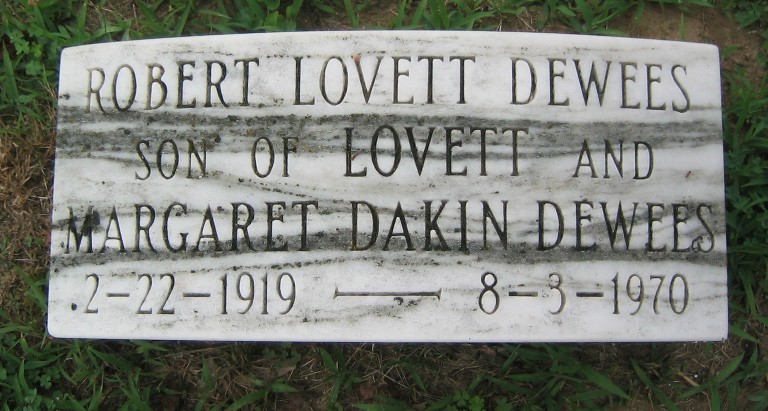 ROBERT LOVETT DEWEES
SON OF LOVETT AND
MARGARET DAKIN DEWEES
2-22-1919 — 8-3-1970